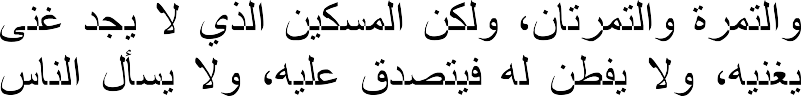 والتمرة والتمرتان، ولكن المسكين الذي لا يجد غنى
يغنيه، ولا يفطن له فيتصدق عليه، ولا يسأل الناس